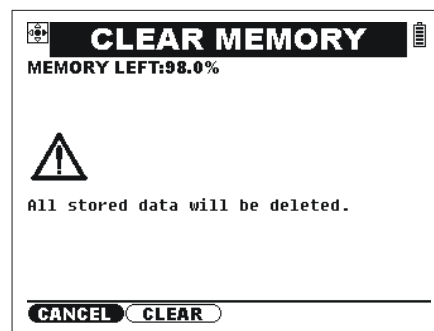 CLEAR MEMORY
MEMORY LEFT:98.0%
All stored data will be deleted.
CANCEL CLEAR